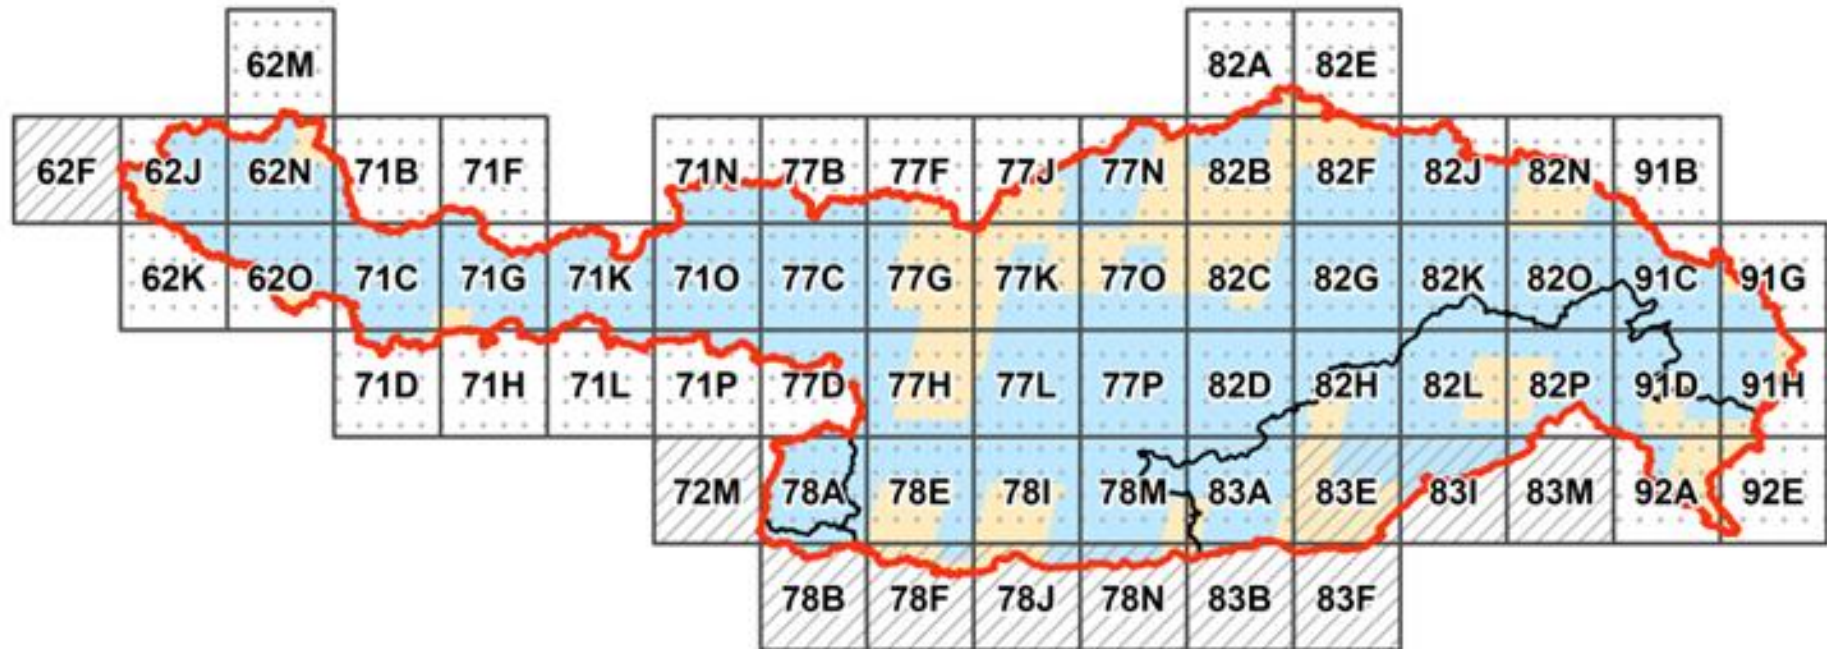 62M 82A 82E
62F 62J 62N 71B 71F 71N 77B 77F 77J 77N 82B 82F 82J 82N 91B
62K 62O 71C 71G 71K 71O 77C 77G 77K 77O 82C 82G 82K 82O 91C 91G
71D 71H 71L 71P 77D 77H 77L 77P 82D 82H 82L 82P 91D 91H
72M 78A 78E 78I 78M 83A 83E 83I 83M 92A 92E
78B 78F 78J 78N 83B 83F